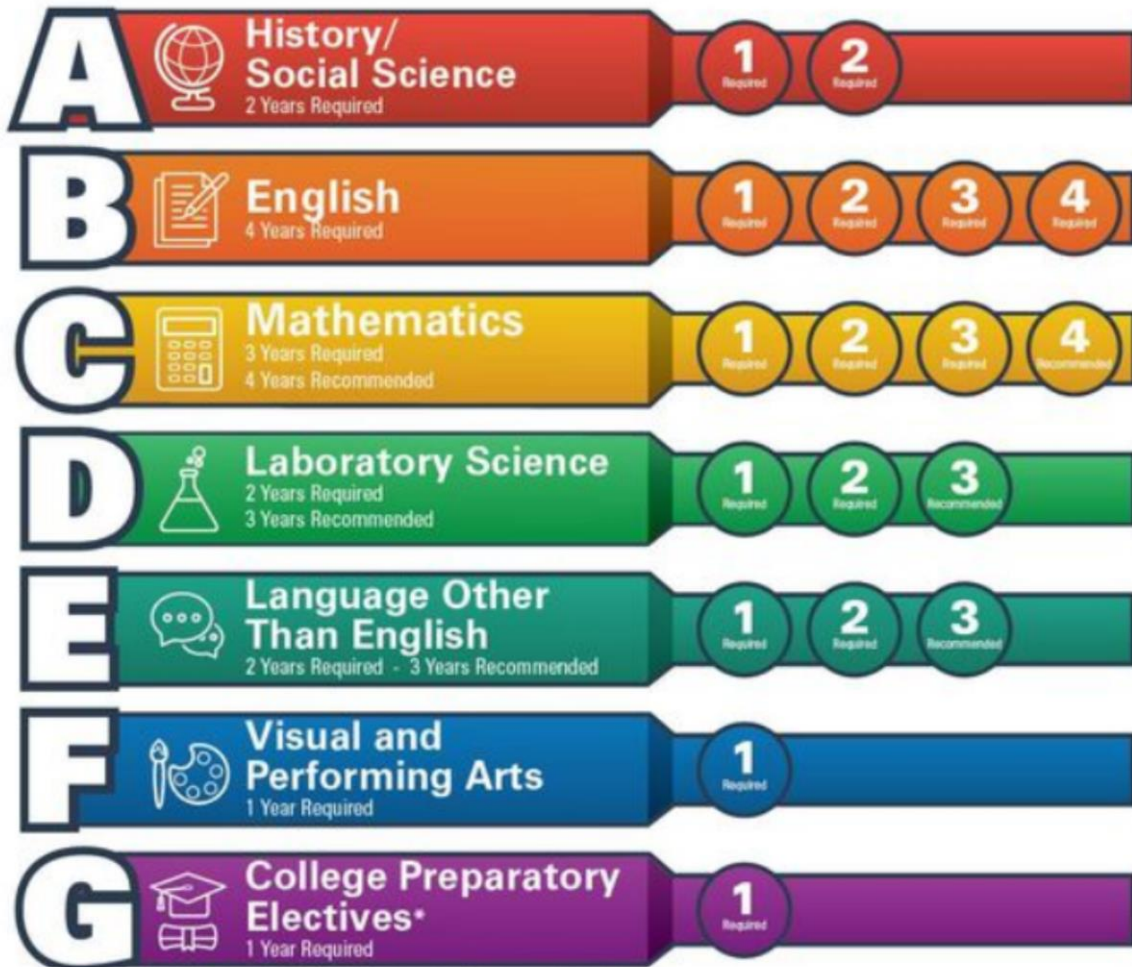 A
History/
Social Science
2 Years Required
1
Required
2
Required
B
English
4 Years Required
1
Required
2
Required
3
Required
4
Required
C
Mathematics
3 Years Required
4 Years Recommended
1
Required
2
Required
3
Required
4
Recommended
D
Laboratory Science
2 Years Required
3 Years Recommended
1
Required
2
Required
3
Recommended
E
Language Other
Than English
2 Years Required - 3 Years Recommended
1
Required
2
Required
3
Recommended
F
Visual and
Performing Arts
1 Year Required
1
Required
G
College Preparatory
Electives*
1 Year Required
1
Required